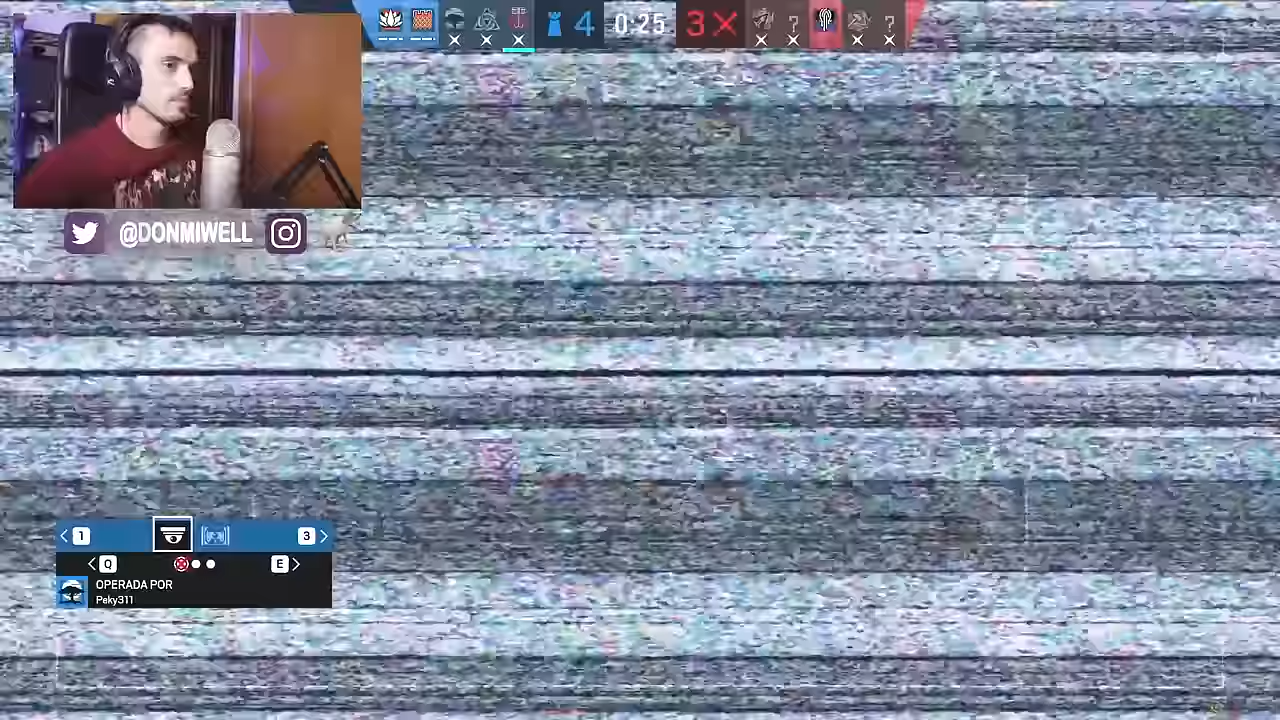 4 0:25 3
? ?
@DONMIWELL
1 3
Q E
OPERADA POR
Peky311